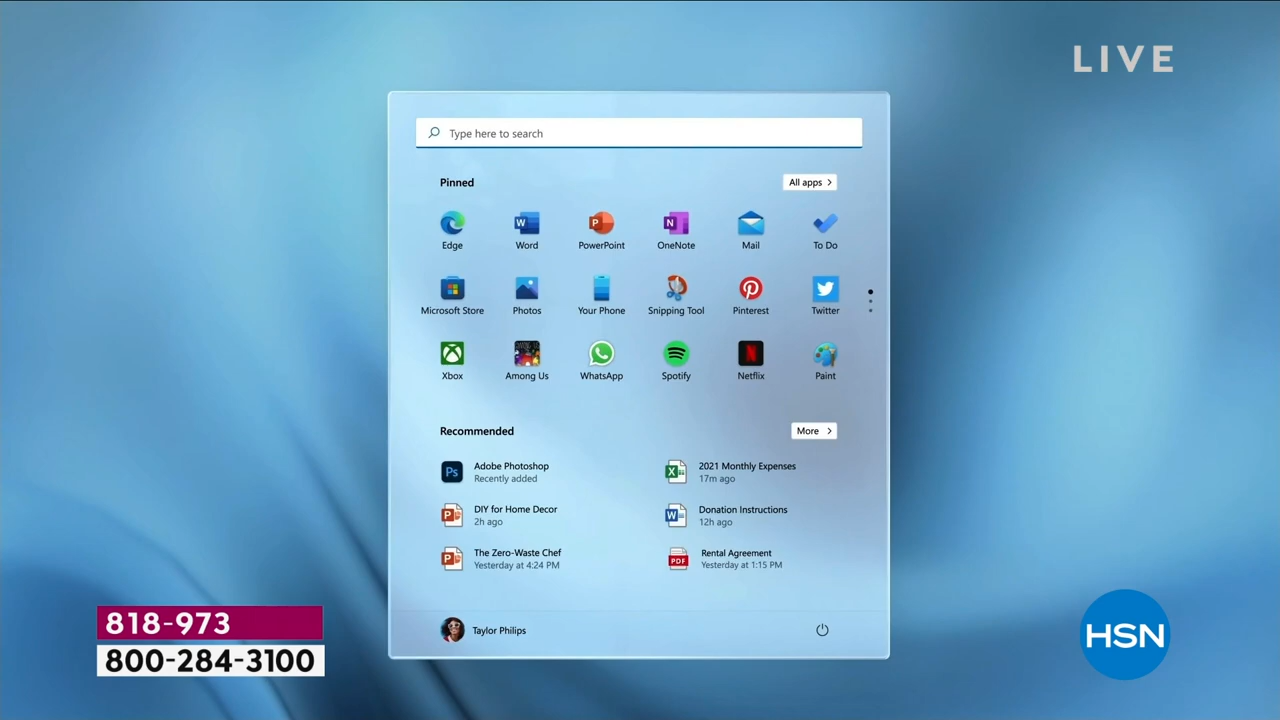 LIVE
Type here to search
Pinned
All apps
Edge
Word
PowerPoint
OneNote
Mail
To Do
Microsoft Store
Photos
Your Phone
Snipping Tool
Pinterest
Twitter
Xbox
Among Us
WhatsApp
Spotify
Netflix
Paint
Recommended
More
Adobe Photoshop
Recently added
2021 Monthly Expenses
17m ago
DIY for Home Decor
2h ago
Donation Instructions
12h ago
The Zero-Waste Chef
Yesterday at 4:24 PM
Rental Agreement
Yesterday at 1:15 PM
Taylor Philips
818-973
800-284-3100
HSN